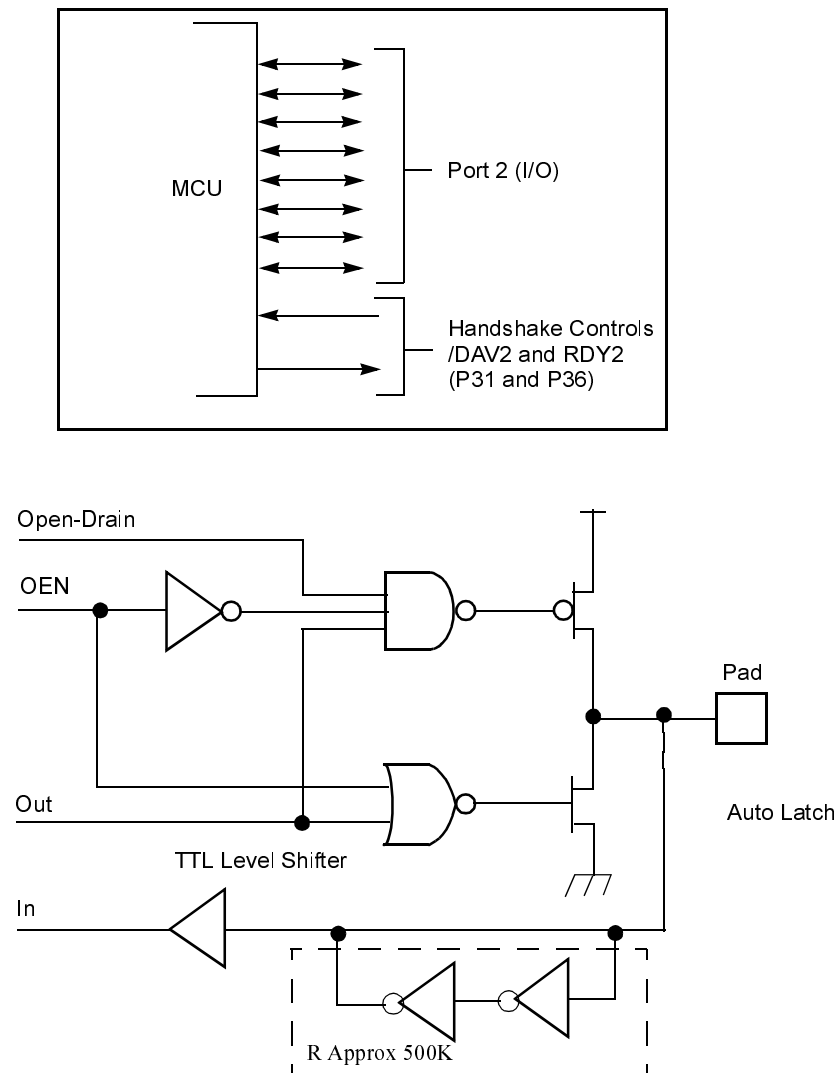 MCU
Port 2 (I/O)
Handshake Controls
/DAV2 and RDY2
(P31 and P36)
Open-Drain
OEN
Pad
Out
Auto Latch
TTL Level Shifter
In
R Approx 500K